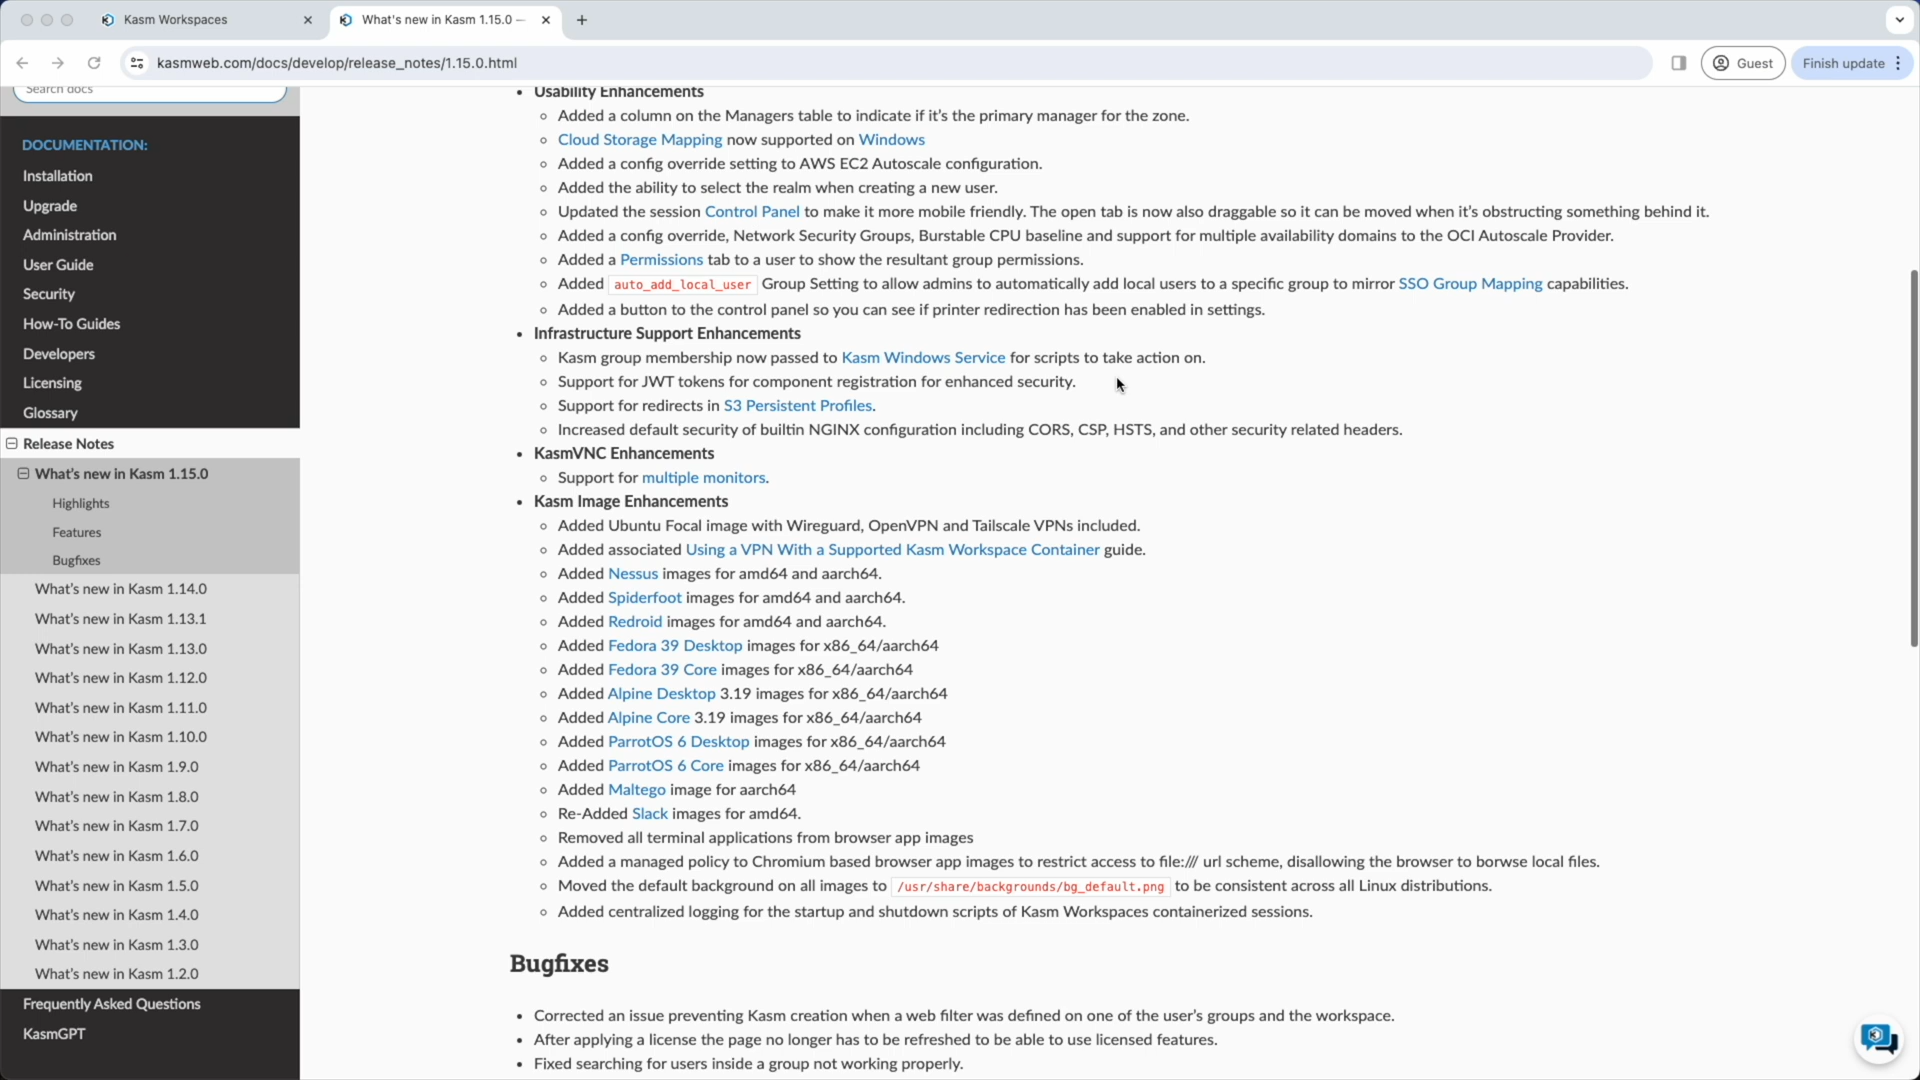 Kasm Workspaces
What's new in Kasm 1.15.0 —
kasmweb.com/docs/develop/release_notes/1.15.0.html
Guest
Finish update
Search docs
DOCUMENTATION:
Installation
Upgrade
Administration
User Guide
Security
How-To Guides
Developers
Licensing
Glossary
Release Notes
What's new in Kasm 1.15.0
Highlights
Features
Bugfixes
What's new in Kasm 1.14.0
What's new in Kasm 1.13.1
What's new in Kasm 1.13.0
What's new in Kasm 1.12.0
What's new in Kasm 1.11.0
What's new in Kasm 1.10.0
What's new in Kasm 1.9.0
What's new in Kasm 1.8.0
What's new in Kasm 1.7.0
What's new in Kasm 1.6.0
What's new in Kasm 1.5.0
What's new in Kasm 1.4.0
What's new in Kasm 1.3.0
What's new in Kasm 1.2.0
Frequently Asked Questions
KasmGPT
Usability Enhancements
Added a column on the Managers table to indicate if it's the primary manager for the zone.
Cloud Storage Mapping now supported on Windows
Added a config override setting to AWS EC2 Autoscale configuration.
Added the ability to select the realm when creating a new user.
Updated the session Control Panel to make it more mobile friendly. The open tab is now also draggable so it can be moved when it's obstructing something behind it.
Added a config override, Network Security Groups, Burstable CPU baseline and support for multiple availability domains to the OCI Autoscale Provider.
Added a Permissions tab to a user to show the resultant group permissions.
Added auto_add_local_user Group Setting to allow admins to automatically add local users to a specific group to mirror SSO Group Mapping capabilities.
Added a button to the control panel so you can see if printer redirection has been enabled in settings.
Infrastructure Support Enhancements
Kasm group membership now passed to Kasm Windows Service for scripts to take action on.
Support for JWT tokens for component registration for enhanced security.
Support for redirects in S3 Persistent Profiles.
Increased default security of builtin NGINX configuration including CORS, CSP, HSTS, and other security related headers.
KasmVNC Enhancements
Support for multiple monitors.
Kasm Image Enhancements
Added Ubuntu Focal image with Wireguard, OpenVPN and Tailscale VPNs included.
Added associated Using a VPN With a Supported Kasm Workspace Container guide.
Added Nessus images for amd64 and aarch64.
Added Spiderfoot images for amd64 and aarch64.
Added Redroid images for amd64 and aarch64.
Added Fedora 39 Desktop images for x86_64/aarch64
Added Fedora 39 Core images for x86_64/aarch64
Added Alpine Desktop 3.19 images for x86_64/aarch64
Added Alpine Core 3.19 images for x86_64/aarch64
Added ParrotOS 6 Desktop images for x86_64/aarch64
Added ParrotOS 6 Core images for x86_64/aarch64
Added Maltego image for aarch64
Re-Added Slack images for amd64.
Removed all terminal applications from browser app images
Added a managed policy to Chromium based browser app images to restrict access to file:/// url scheme, disallowing the browser to borwse local files.
Moved the default background on all images to /usr/share/backgrounds/bg_default.png to be consistent across all Linux distributions.
Added centralized logging for the startup and shutdown scripts of Kasm Workspaces containerized sessions.
Bugfixes
Corrected an issue preventing Kasm creation when a web filter was defined on one of the user's groups and the workspace.
After applying a license the page no longer has to be refreshed to be able to use licensed features.
Fixed searching for users inside a group not working properly.